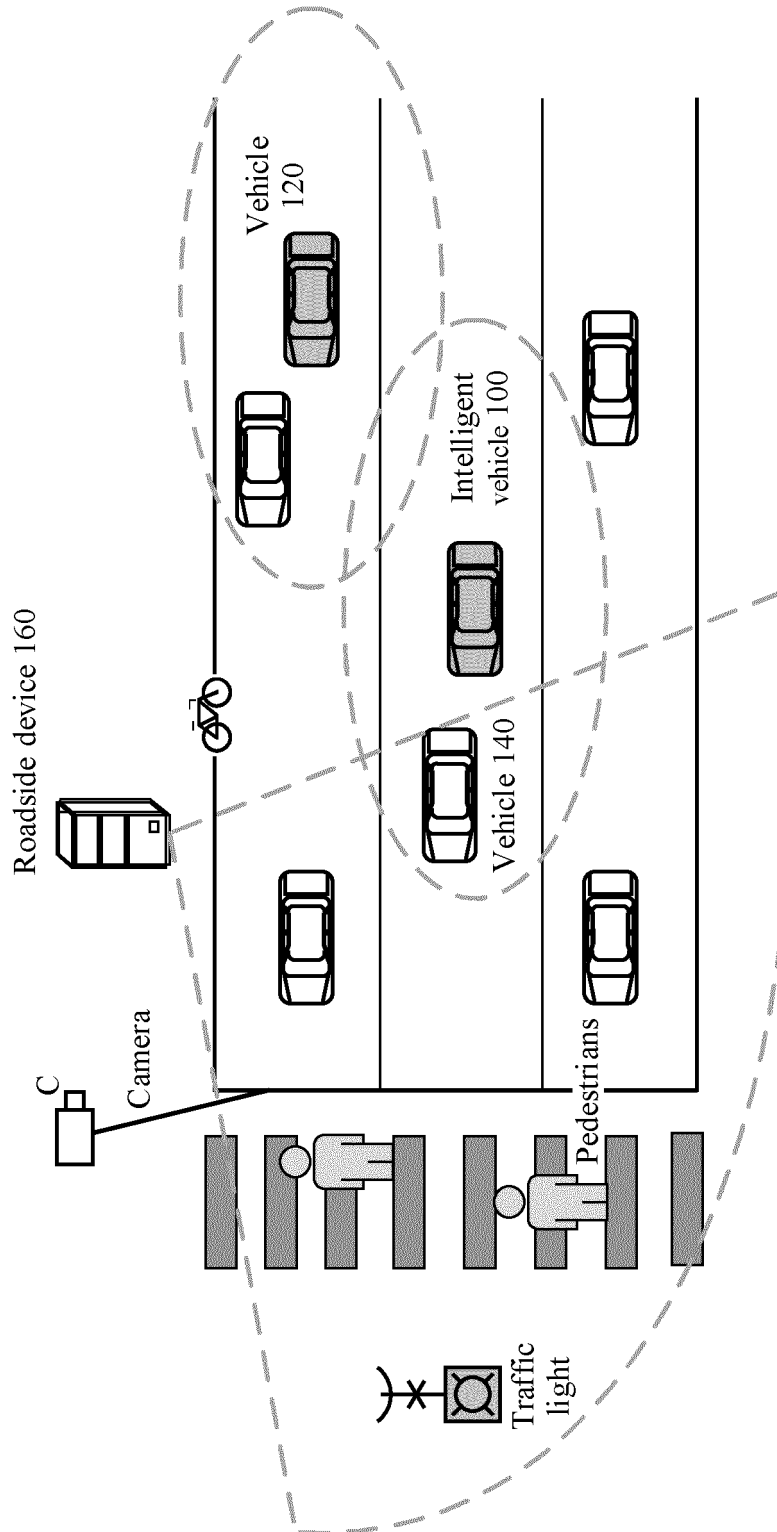 Roadside device 160
C
Camera
Vehicle
120
Intelligent
vehicle 100
Vehicle 140
Traffic
light
Pedestrians